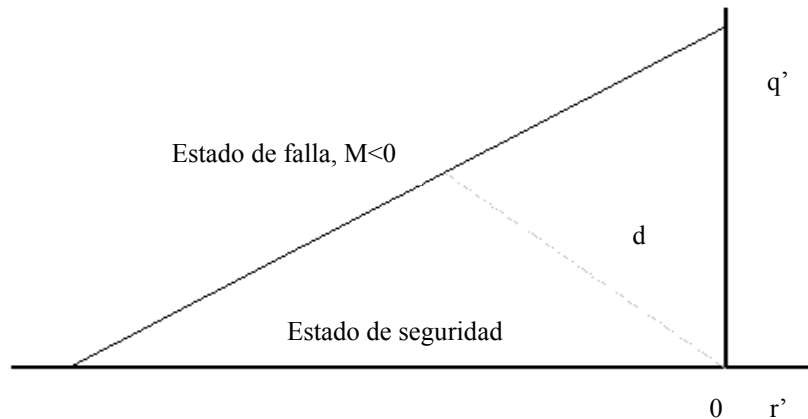 q’
Estado de falla, M<0
d
Estado de seguridad
0 r’